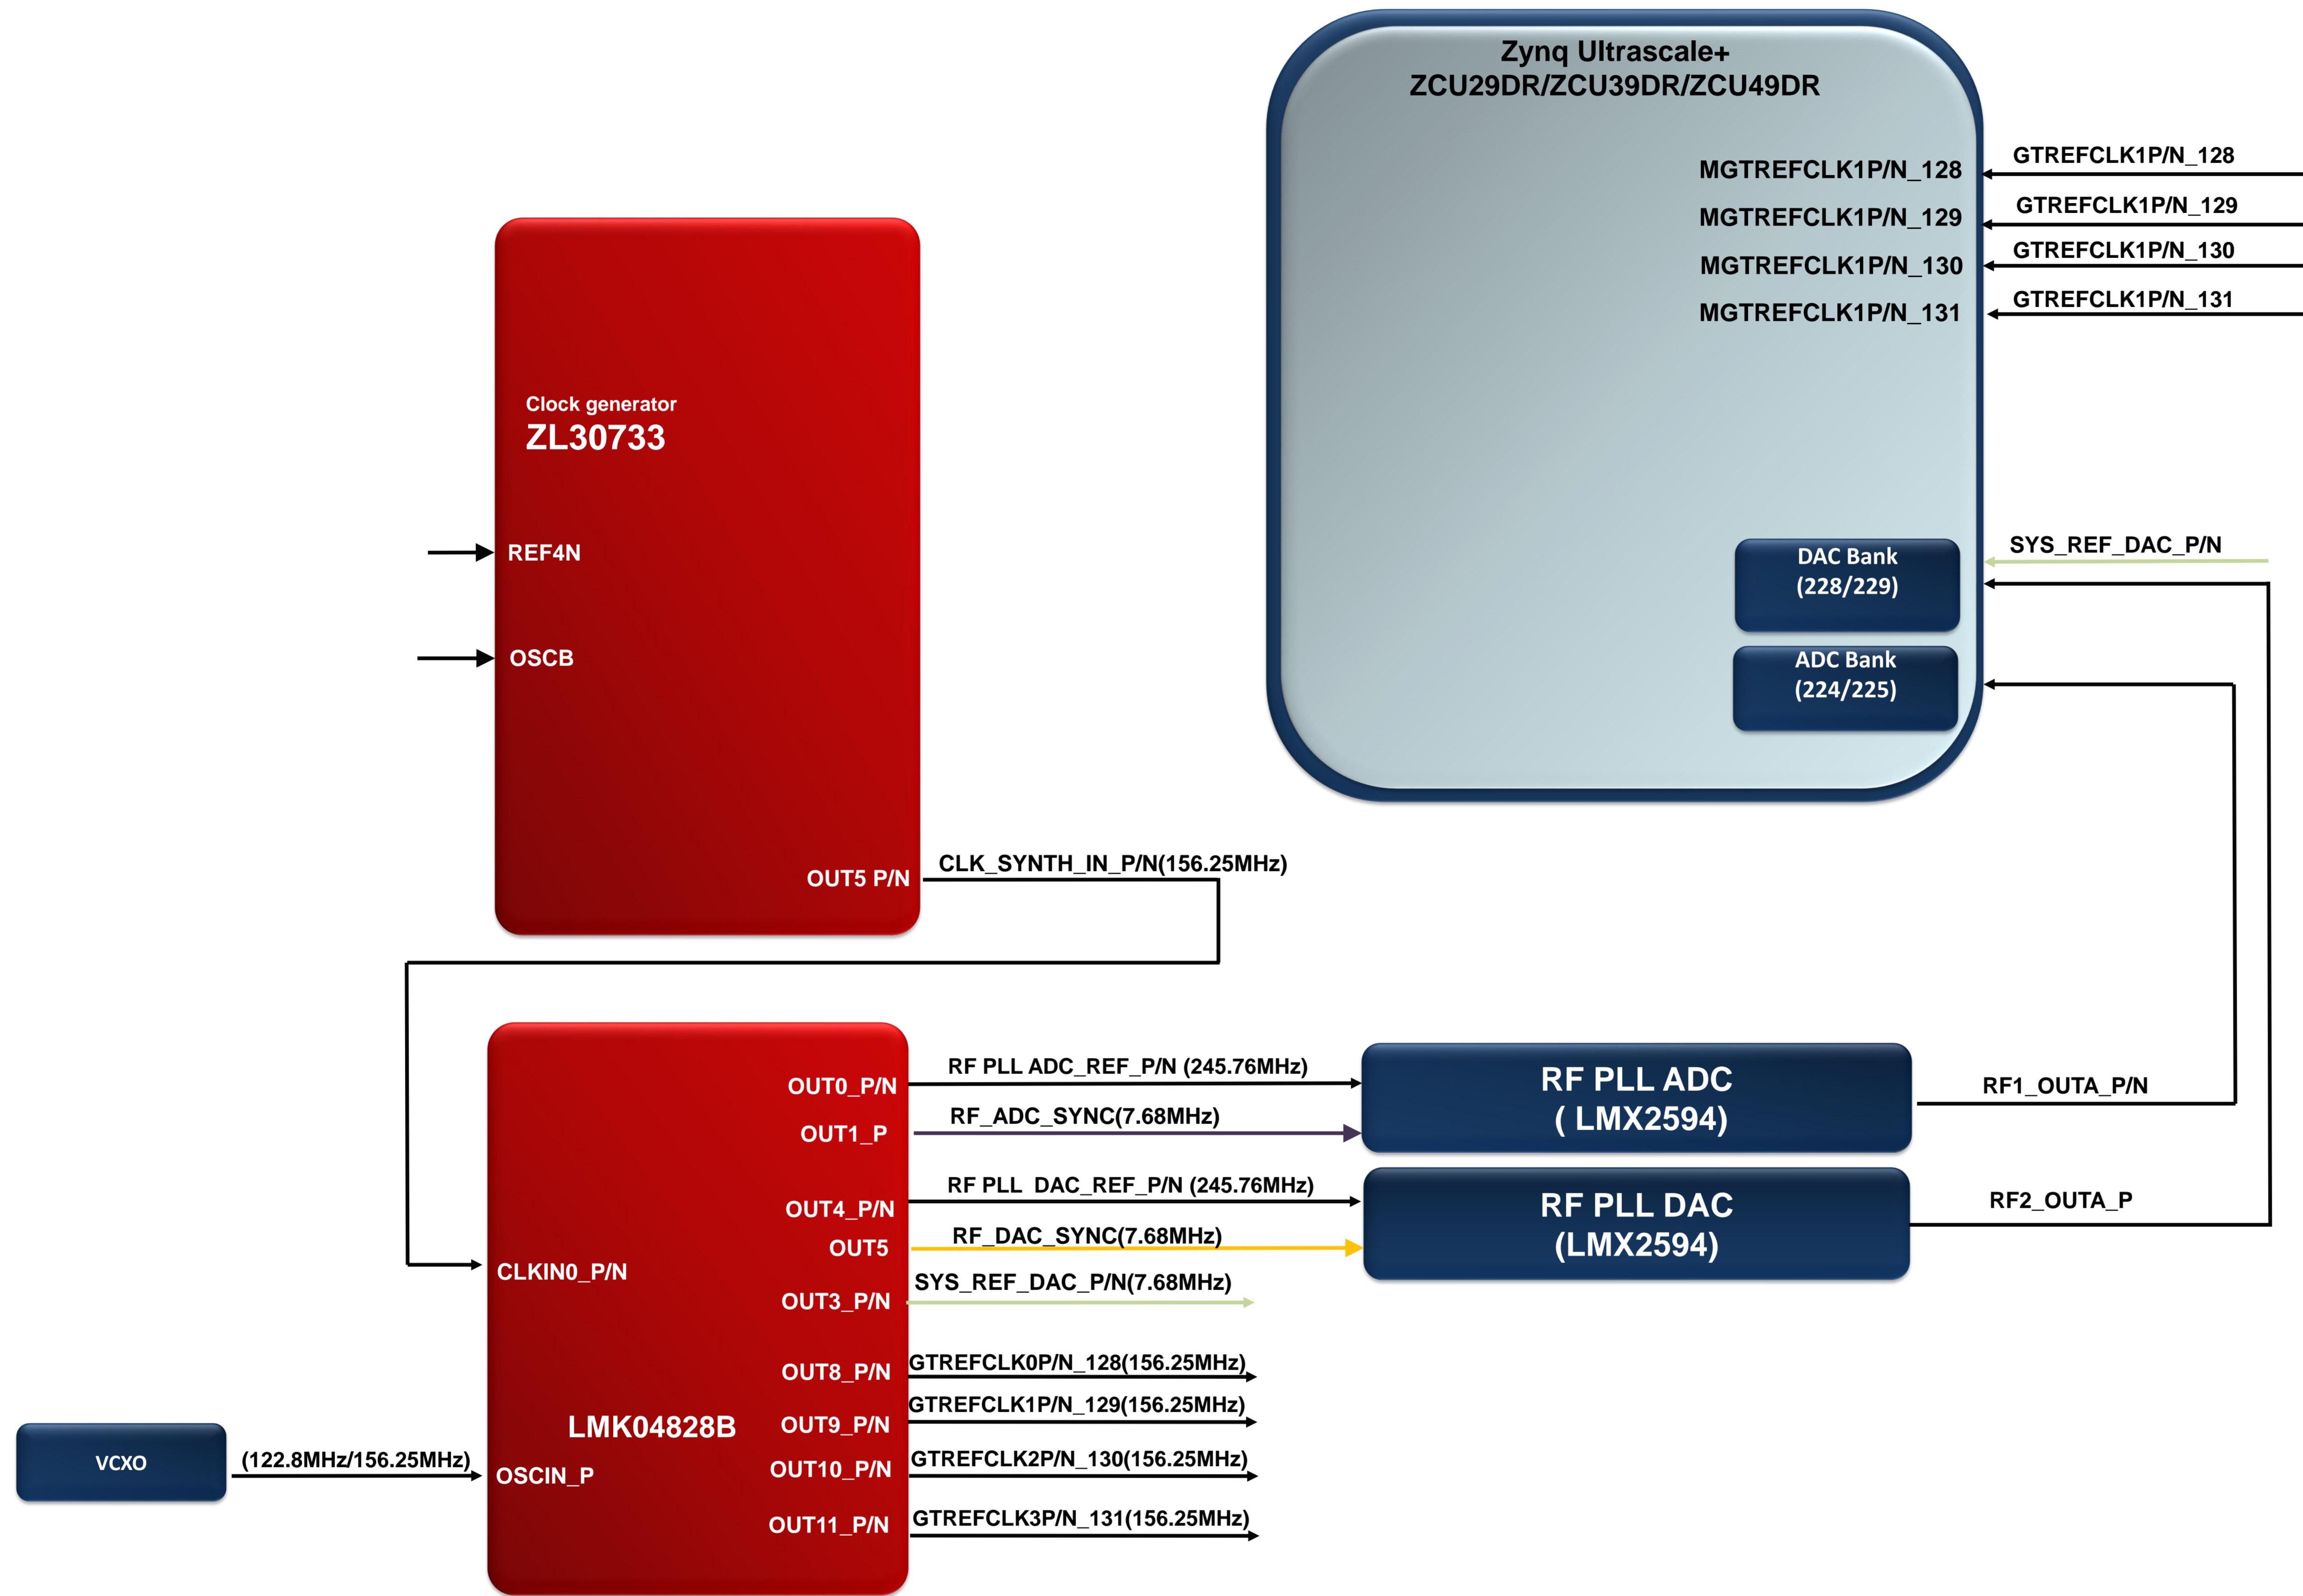 Zynq Ultrascale+
ZCU29DR/ZCU39DR/ZCU49DR
MGTREFCLK1P/N_128
GTREFCLK1P/N_128
MGTREFCLK1P/N_129
GTREFCLK1P/N_129
MGTREFCLK1P/N_130
GTREFCLK1P/N_130
MGTREFCLK1P/N_131
GTREFCLK1P/N_131
Clock generator
ZL30733
REF4N
OSCB
OUT5 P/N
CLK_SYNTH_IN_P/N(156.25MHz)
DAC Bank
(228/229)
SYS_REF_DAC_P/N
ADC Bank
(224/225)
OUT0_P/N
RF PLL ADC_REF_P/N (245.76MHz)
OUT1_P
RF_ADC_SYNC(7.68MHz)
RF PLL ADC
( LMX2594)
RF1_OUTA_P/N
OUT4_P/N
RF PLL  DAC_REF_P/N (245.76MHz)
OUT5
RF_DAC_SYNC(7.68MHz)
RF PLL DAC
(LMX2594)
RF2_OUTA_P
CLKIN0_P/N
OUT3_P/N
SYS_REF_DAC_P/N(7.68MHz)
OUT8_P/N
GTREFCLK0P/N_128(156.25MHz)
LMK04828B
OUT9_P/N
GTREFCLK1P/N_129(156.25MHz)
VCXO
(122.8MHz/156.25MHz)
OSCIN_P
OUT10_P/N
GTREFCLK2P/N_130(156.25MHz)
OUT11_P/N
GTREFCLK3P/N_131(156.25MHz)